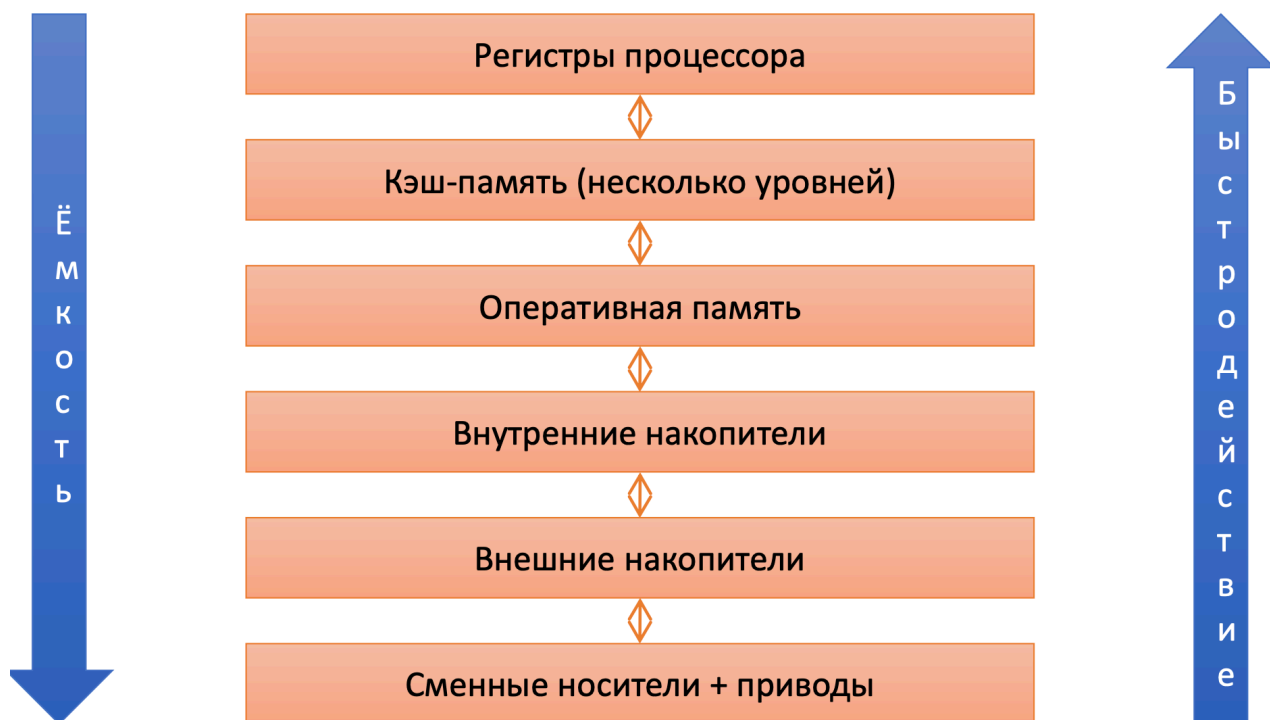 Регистры процессора
Кэш-память (несколько уровней)
Оперативная память
Внутренние накопители
Внешние накопители
Сменные носители + приводы
Ёмкость
Быстродействие